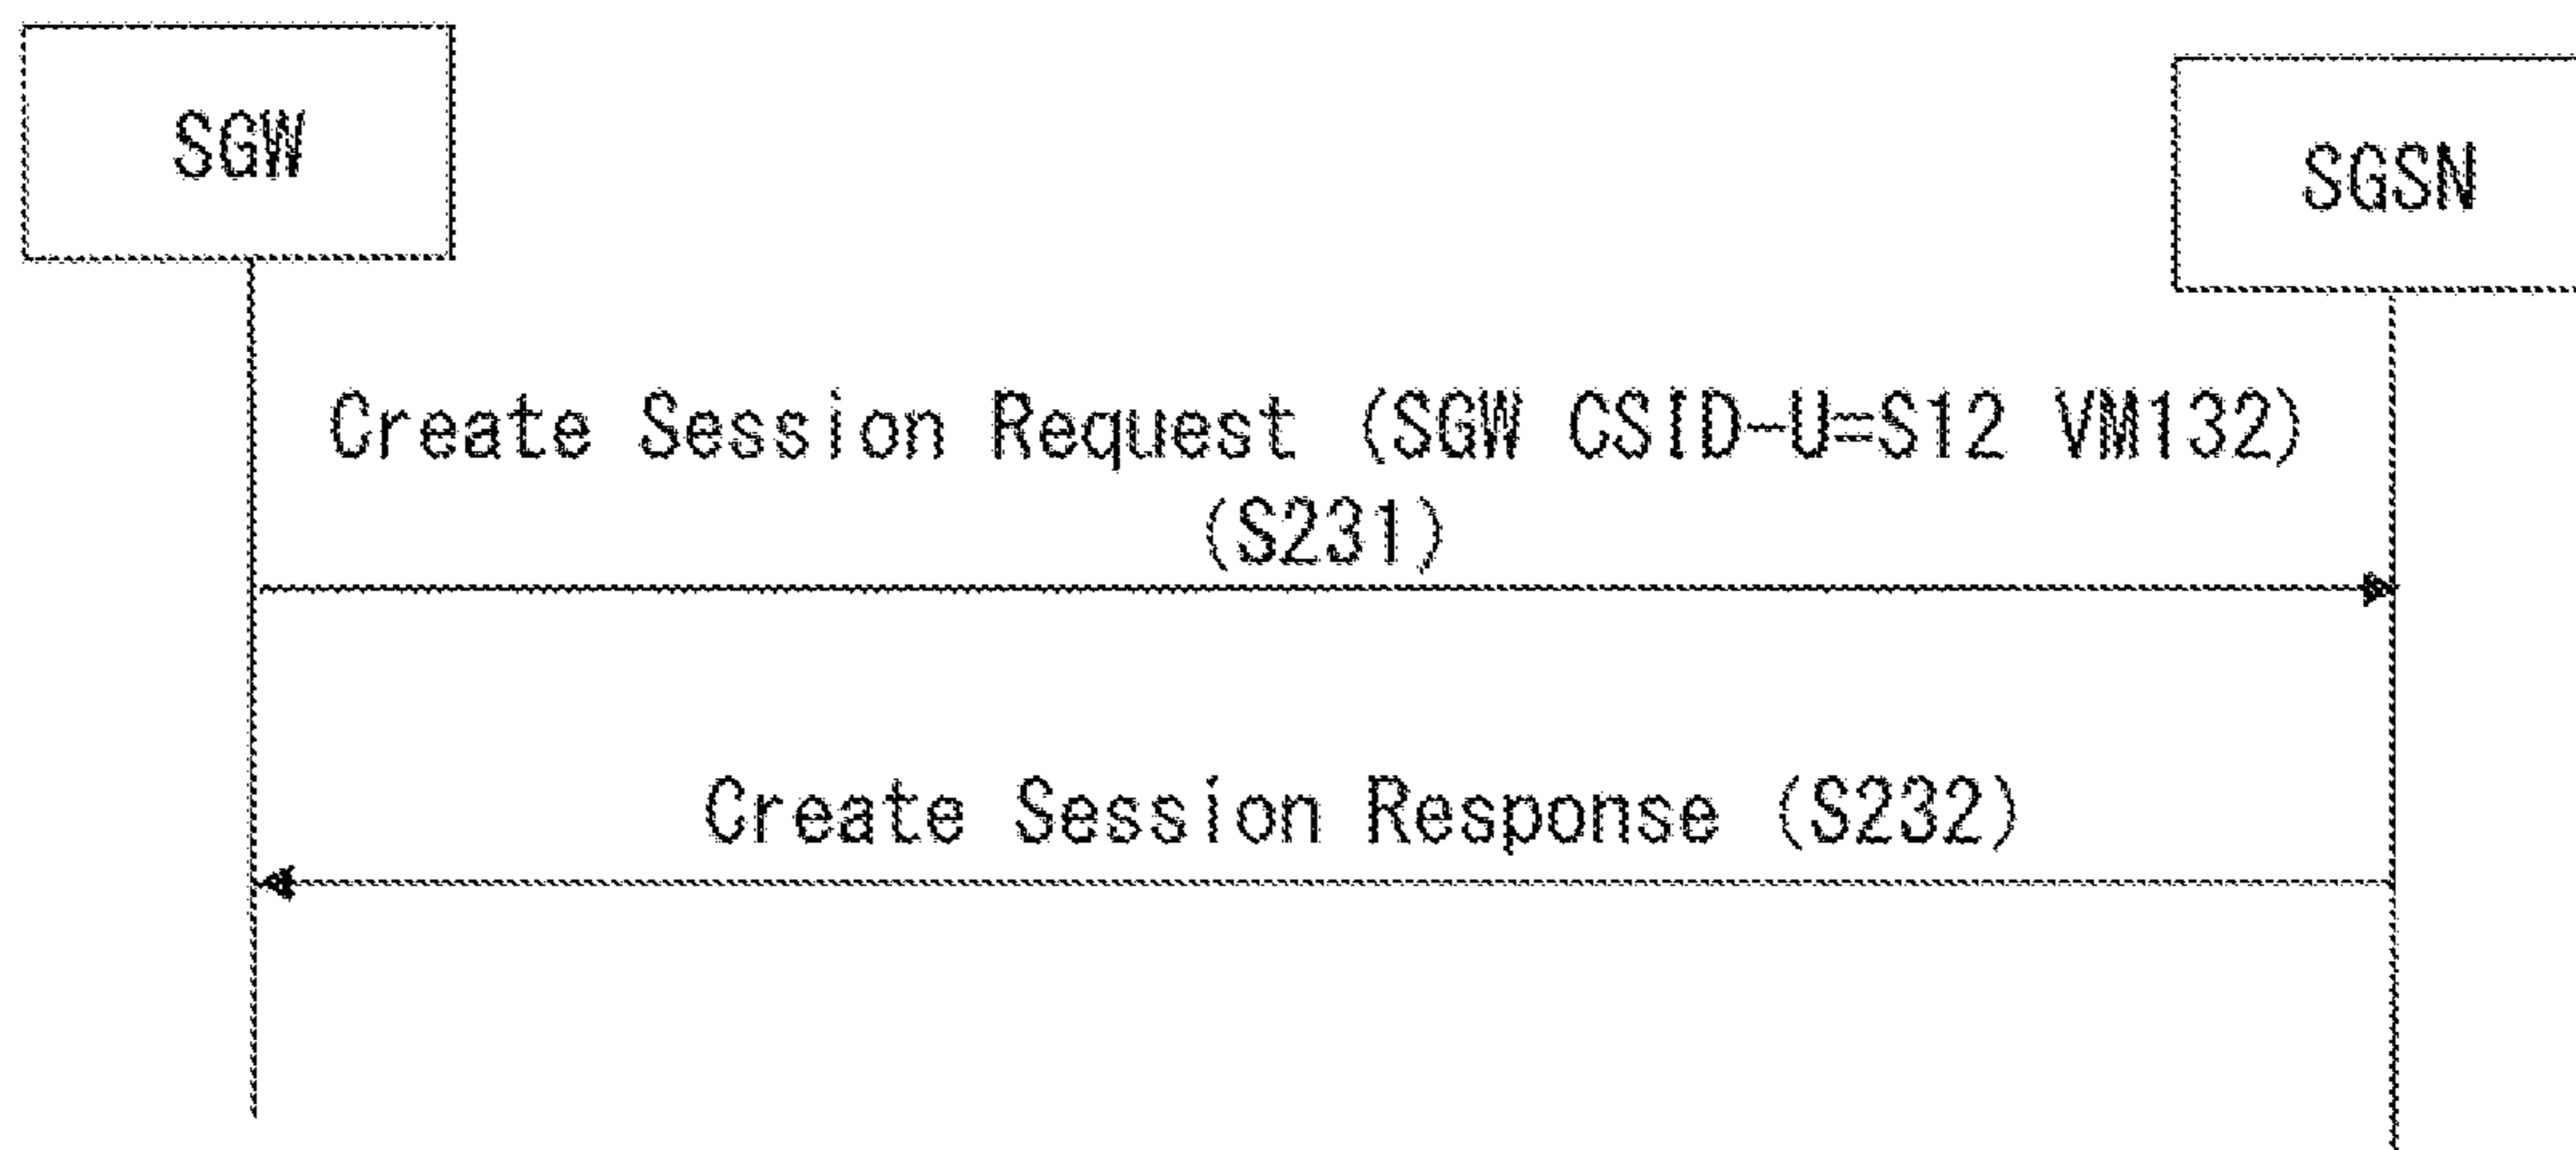 SGW
SGSN
Create Session Request (SGW CSID-U=S12 VM132)
(S231)
Create Session Response (S232)